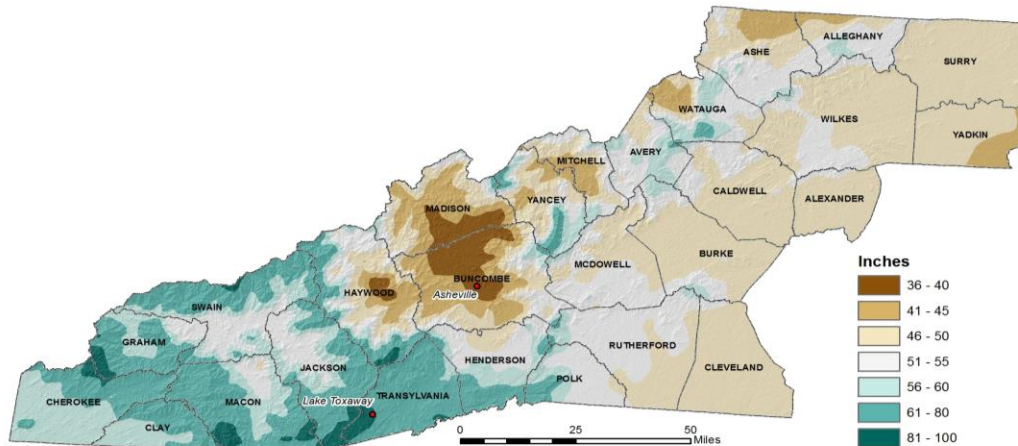 ALLEGHANY
ASHE
SURRY
WATAUGA
WILKES
YADKIN
AVERY
MITCHELL
CALDWELL
YANCEY
ALEXANDER
MADISON
BURKE
MCDOWELL
BUNCOMBE
Asheville
HAYWOOD
SWAIN
GRAHAM
RUTHERFORD
HENDERSON
JACKSON
CLEVELAND
POLK
TRANSYLVANIA
CHEROKEE
MACON
Lake Toxaway
CLAY
Inches
36 - 40
41 - 45
46 - 50
51 - 55
56 - 60
61 - 80
81 - 100
0 25 50
Miles